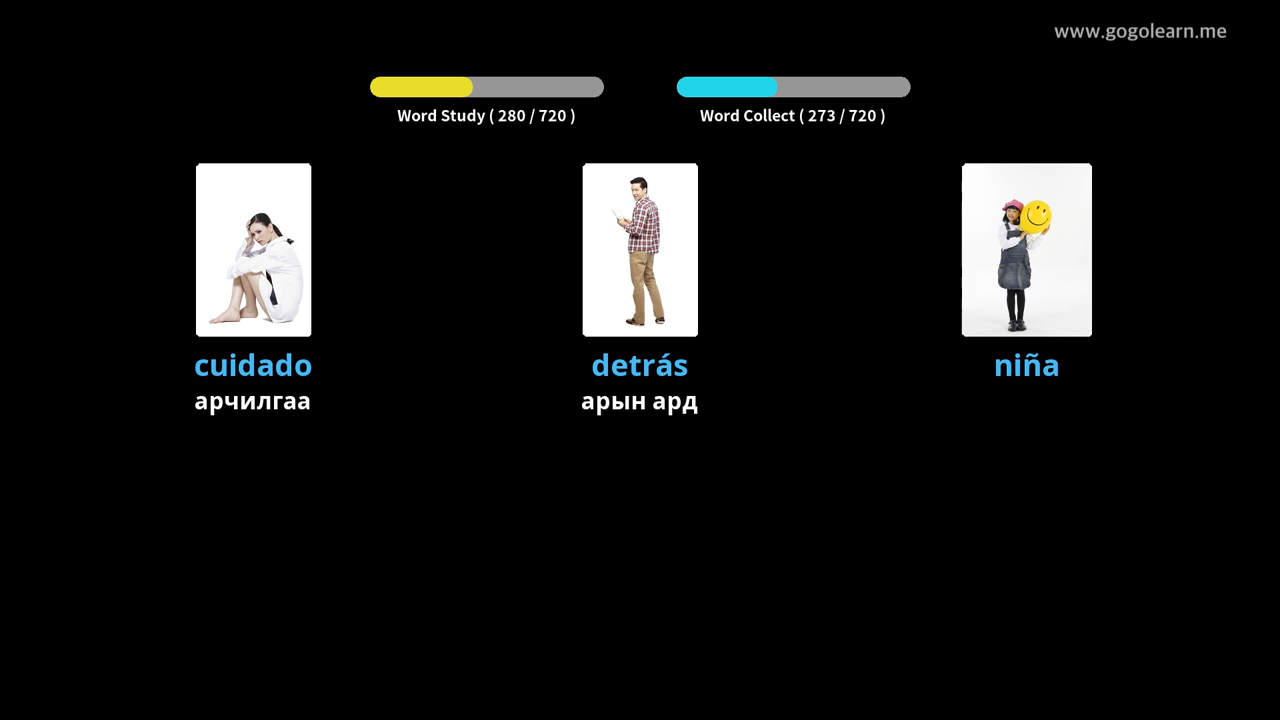 www.gogolearn.me
Word Study ( 280 / 720 )
Word Collect ( 273 / 720 )
cuidado
арчилгаа
detrás
арын ард
niña